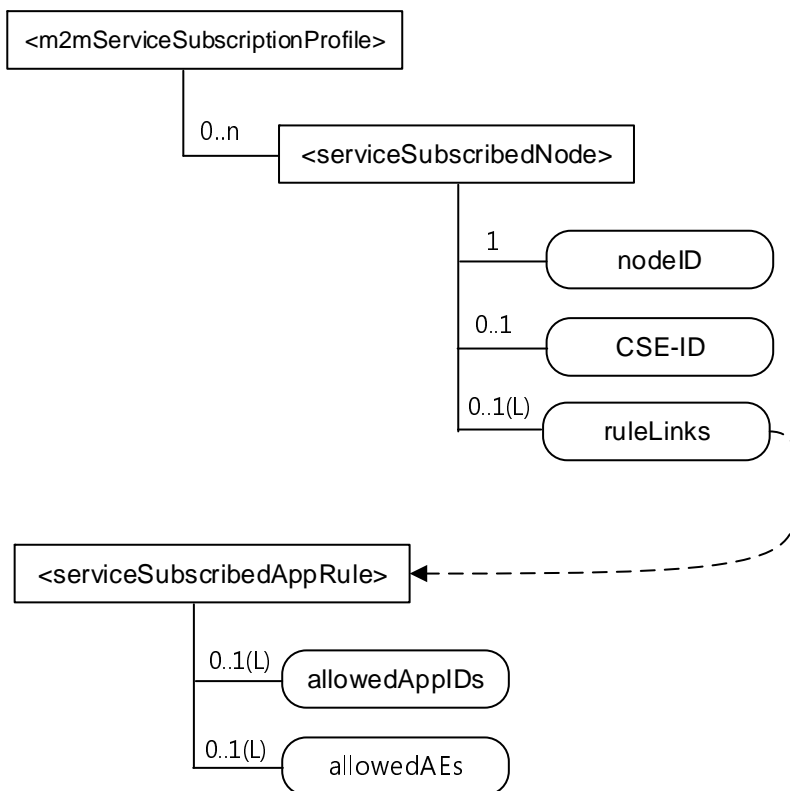 <m2mServiceSubscriptionProfile>
0..n
<serviceSubscribedNode>
1
nodeID
0..1
CSE-ID
0..1(L)
ruleLinks
<serviceSubscribedAppRule>
0..1(L)
allowedAppIDs
0..1(L)
allowedAEs